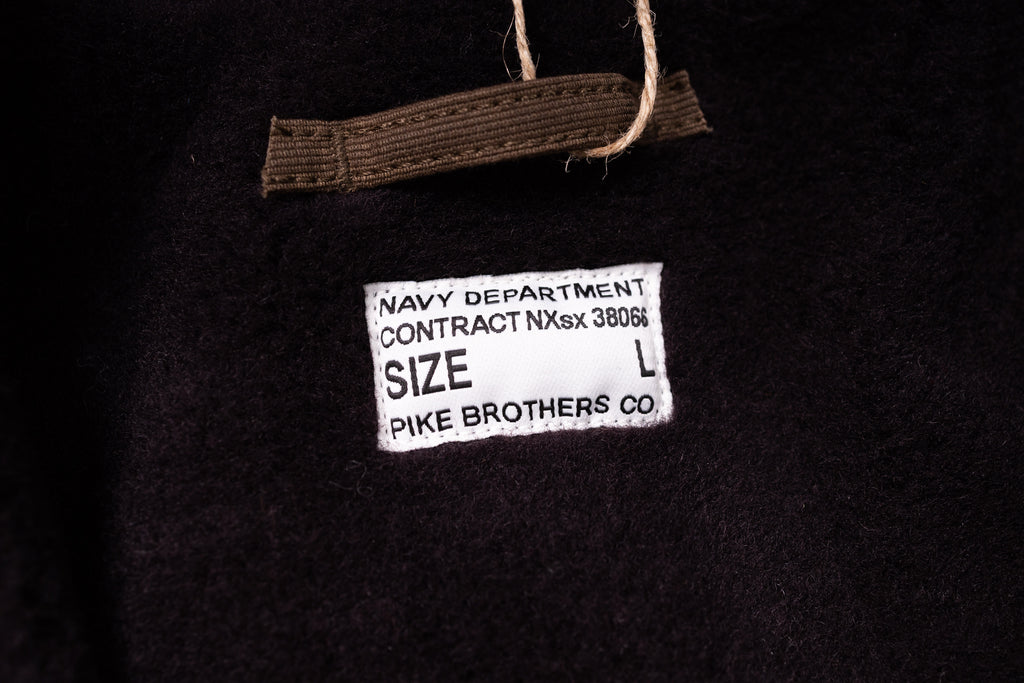 NAVY DEPARTMENT
CONTRACT NXsx 38066
SIZE L
PIKE BROTHERS CO.